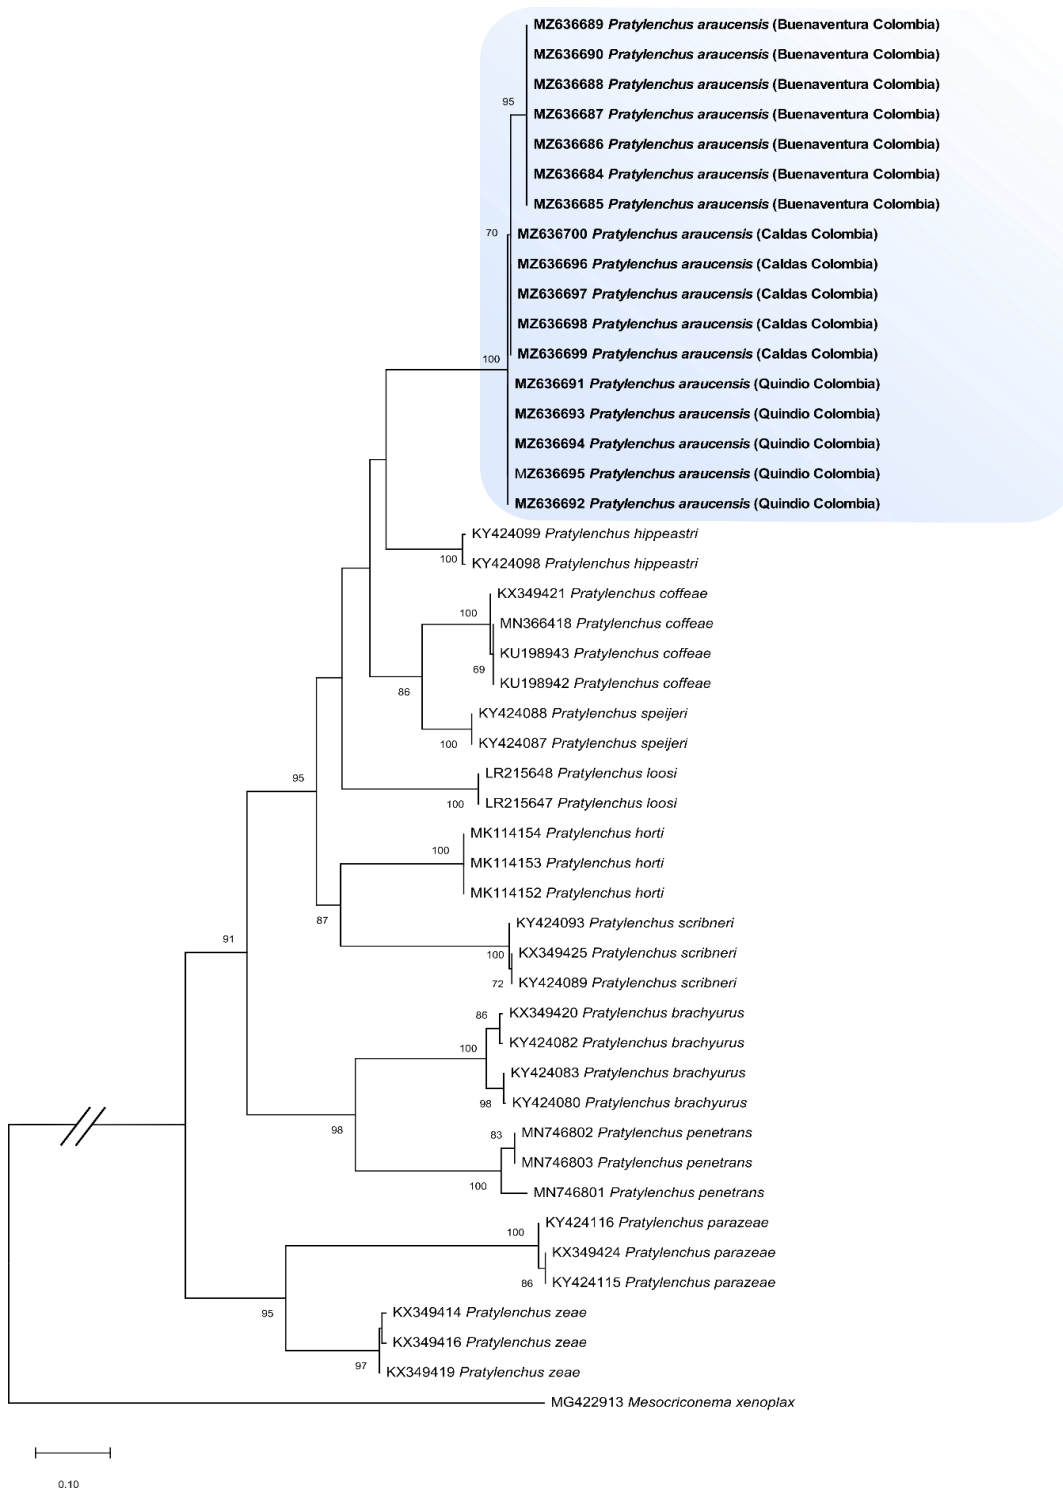 MZ636689 Pratylenchus araucensis (Buenaventura Colombia)
MZ636690 Pratylenchus araucensis (Buenaventura Colombia)
MZ636688 Pratylenchus araucensis (Buenaventura Colombia)
95
MZ636687 Pratylenchus araucensis (Buenaventura Colombia)
MZ636686 Pratylenchus araucensis (Buenaventura Colombia)
MZ636684 Pratylenchus araucensis (Buenaventura Colombia)
MZ636685 Pratylenchus araucensis (Buenaventura Colombia)
70
MZ636700 Pratylenchus araucensis (Caldas Colombia)
MZ636696 Pratylenchus araucensis (Caldas Colombia)
MZ636697 Pratylenchus araucensis (Caldas Colombia)
MZ636698 Pratylenchus araucensis (Caldas Colombia)
MZ636699 Pratylenchus araucensis (Caldas Colombia)
100
MZ636691 Pratylenchus araucensis (Quindio Colombia)
MZ636693 Pratylenchus araucensis (Quindio Colombia)
MZ636694 Pratylenchus araucensis (Quindio Colombia)
MZ636695 Pratylenchus araucensis (Quindio Colombia)
MZ636692 Pratylenchus araucensis (Quindio Colombia)
KY424099 Pratylenchus hippeastri
100
KY424098 Pratylenchus hippeastri
KX349421 Pratylenchus coffeae
100
MN366418 Pratylenchus coffeae
KU198943 Pratylenchus coffeae
69
KU198942 Pratylenchus coffeae
86
KY424088 Pratylenchus speijeri
100
KY424087 Pratylenchus speijeri
LR215648 Pratylenchus loosi
95
100
LR215647 Pratylenchus loosi
MK114154 Pratylenchus horti
100
MK114153 Pratylenchus horti
MK114152 Pratylenchus horti
87
KY424093 Pratylenchus scribneri
91
100
KX349425 Pratylenchus scribneri
72
KY424089 Pratylenchus scribneri
86
KX349420 Pratylenchus brachyurus
100
KY424082 Pratylenchus brachyurus
KY424083 Pratylenchus brachyurus
98
KY424080 Pratylenchus brachyurus
98
83
MN746802 Pratylenchus penetrans
MN746803 Pratylenchus penetrans
100
MN746801 Pratylenchus penetrans
KY424116 Pratylenchus parazeae
100
KX349424 Pratylenchus parazeae
86
KY424115 Pratylenchus parazeae
95
KX349414 Pratylenchus zeae
KX349416 Pratylenchus zeae
97
KX349419 Pratylenchus zeae
MG422913 Mesocriconema xenoplax
0.10